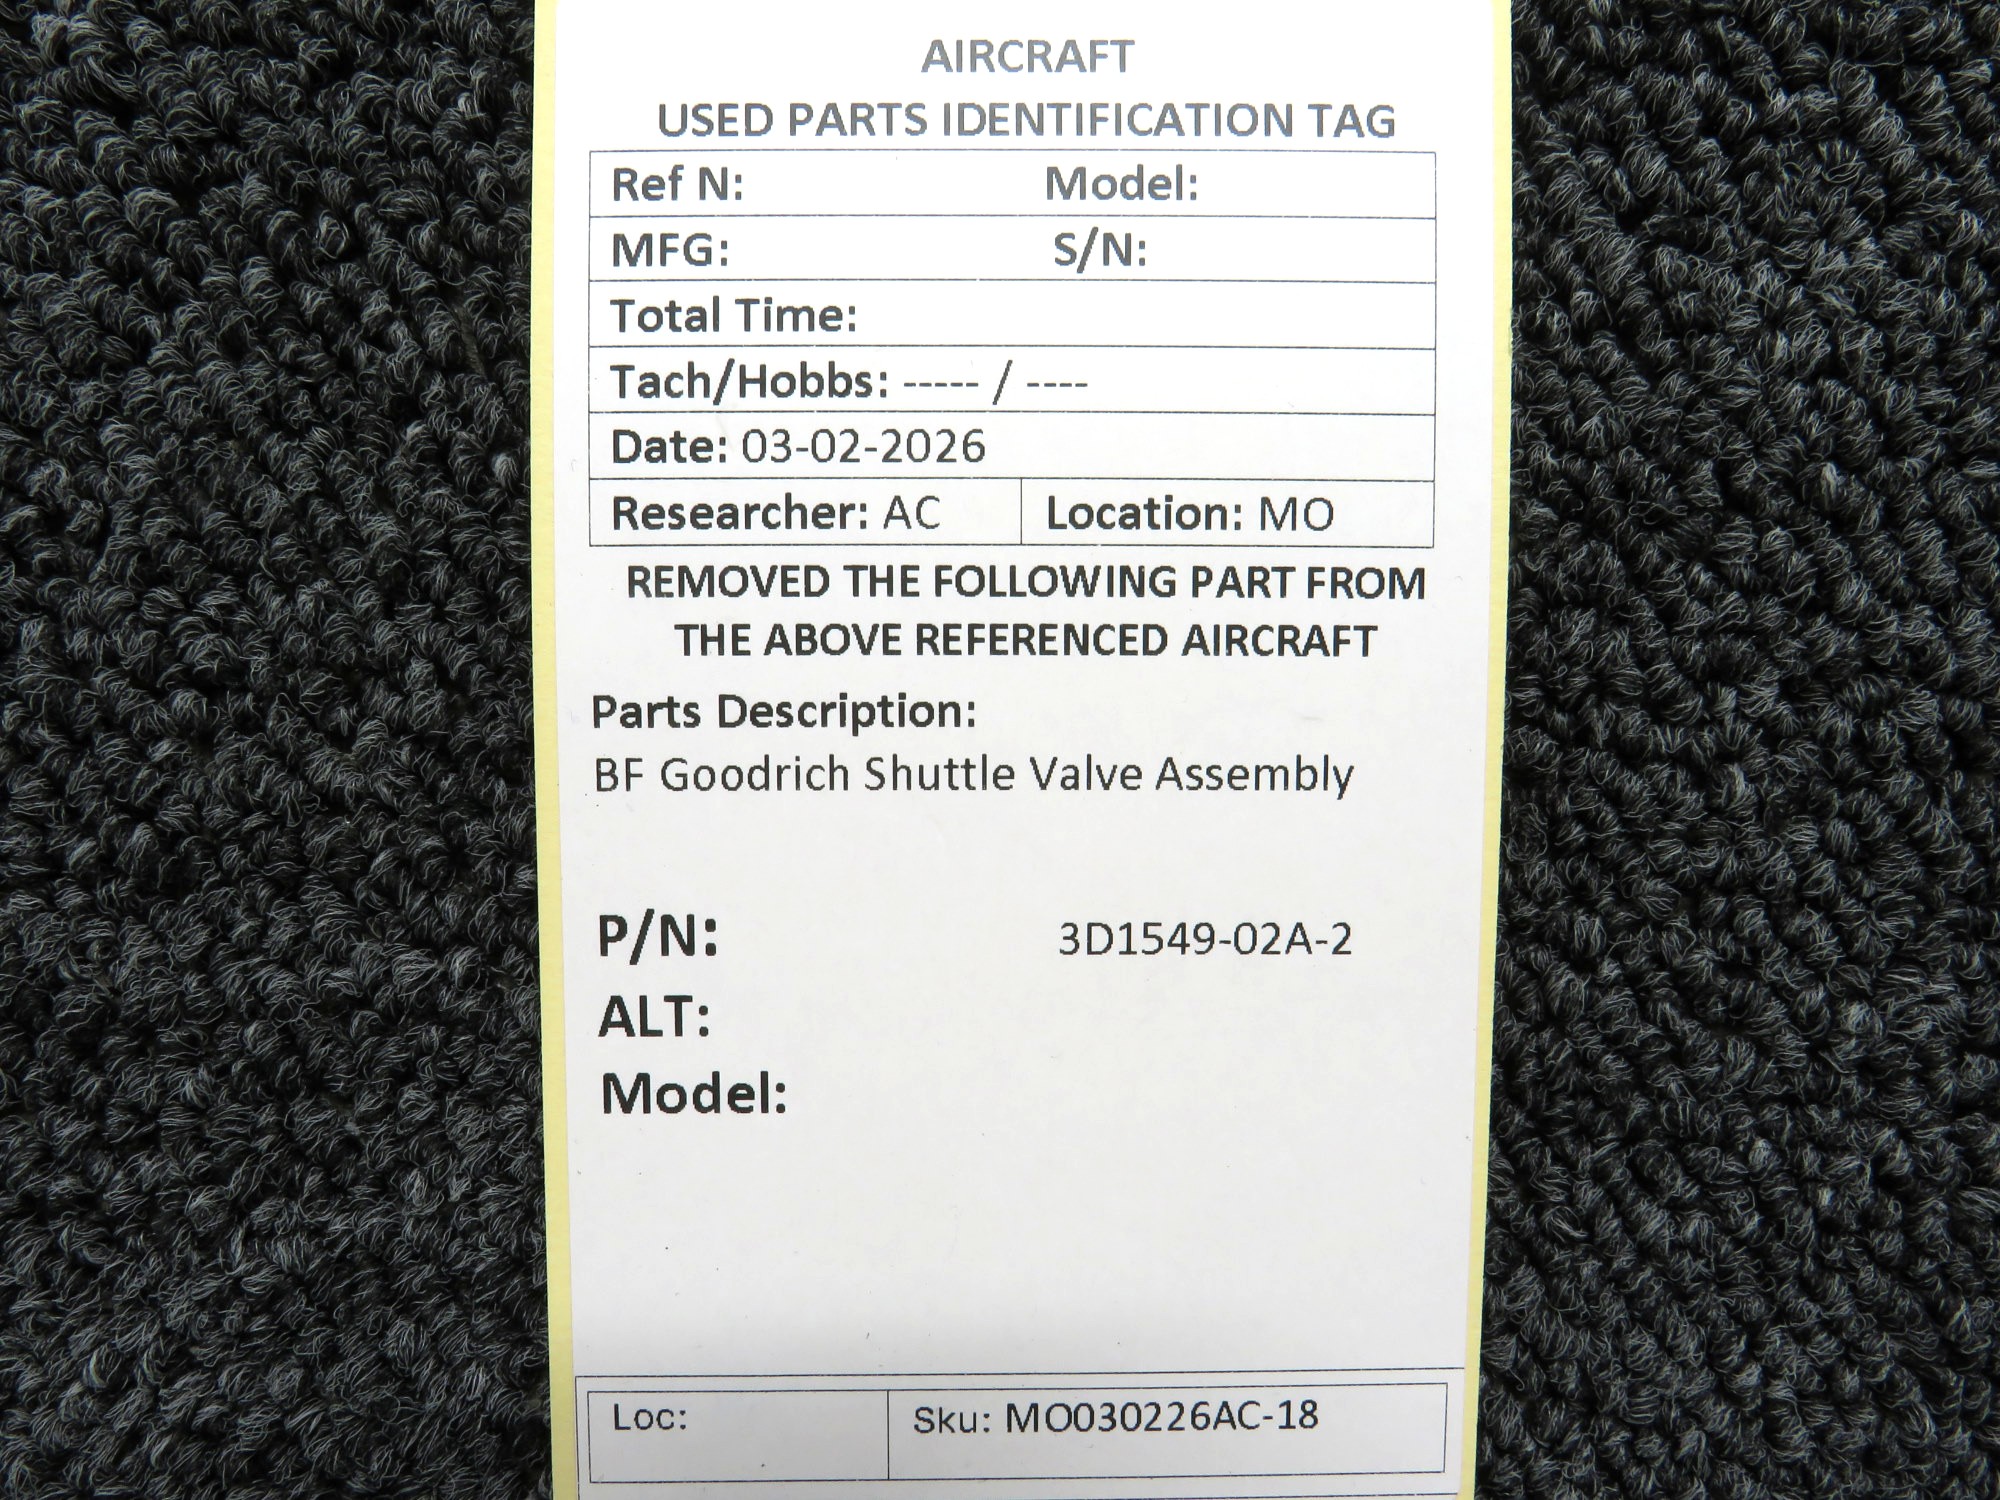 AIRCRAFT
USED PARTS IDENTIFICATION TAG
Ref N: Model:
MFG: S/N:
Total Time:
Tach/Hobbs: ----- / ----
Date: 03-02-2026
Researcher: AC Location: MO
REMOVED THE FOLLOWING PART FROM
THE ABOVE REFERENCED AIRCRAFT
Parts Description:
BF Goodrich Shuttle Valve Assembly
P/N: 3D1549-02A-2
ALT:
Model:
Loc: Sku: MO030226AC-18